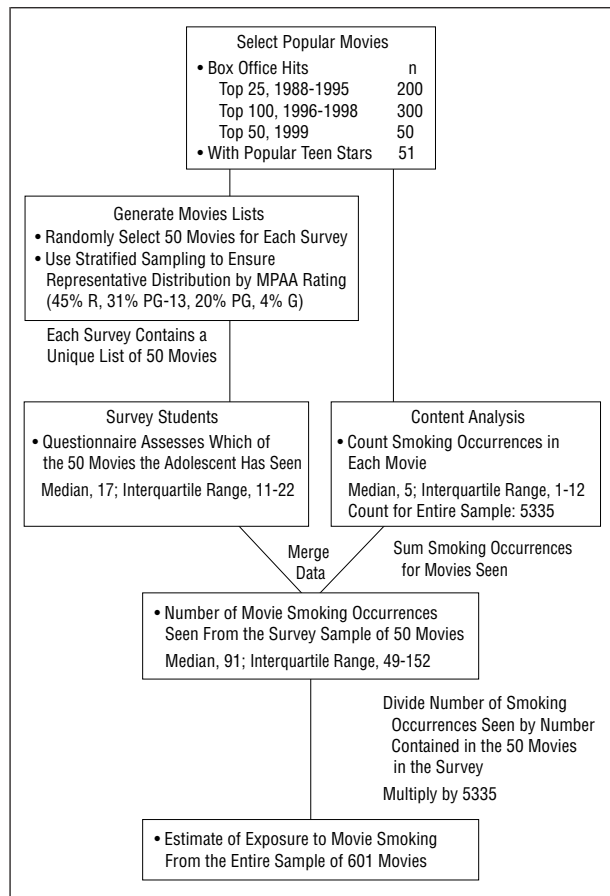 Select Popular Movies
• Box Office Hits n
Top 25, 1988-1995 200
Top 100, 1996-1998 300
Top 50, 1999 50
• With Popular Teen Stars 51
Generate Movies Lists
• Randomly Select 50 Movies for Each Survey
• Use Stratified Sampling to Ensure
Representative Distribution by MPAA Rating
(45% R, 31% PG-13, 20% PG, 4% G)
Each Survey Contains a
Unique List of 50 Movies
Survey Students
• Questionnaire Assesses Which of
the 50 Movies the Adolescent Has Seen
Median, 17; Interquartile Range, 11-22
Content Analysis
• Count Smoking Occurrences in
Each Movie
Median, 5; Interquartile Range, 1-12
Count for Entire Sample: 5335
Merge
Data
Sum Smoking Occurrences
for Movies Seen
• Number of Movie Smoking Occurrences
Seen From the Survey Sample of 50 Movies
Median, 91; Interquartile Range, 49-152
Divide Number of Smoking
Occurrences Seen by Number
Contained in the 50 Movies
in the Survey
Multiply by 5335
• Estimate of Exposure to Movie Smoking
From the Entire Sample of 601 Movies